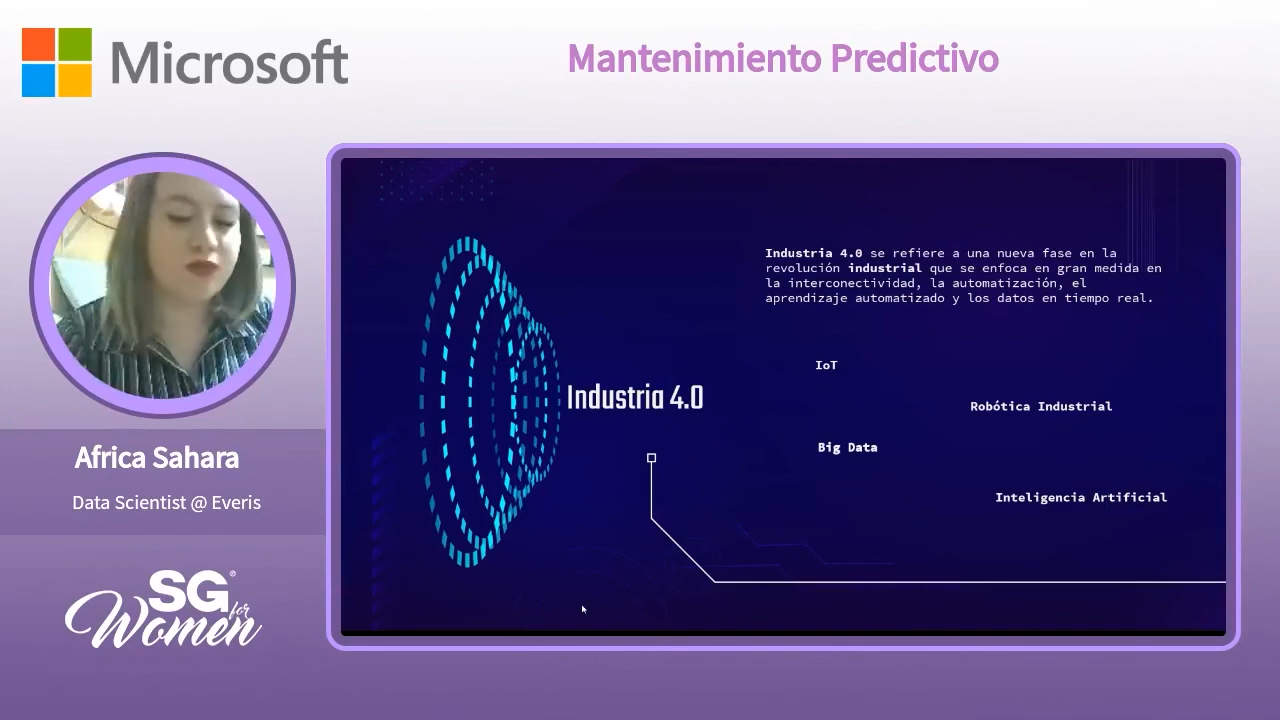 Microsoft
Mantenimiento Predictivo
Industria 4.0 se refiere a una nueva fase en la
revolución industrial que se enfoca en gran medida en
la interconectividad, la automatización, el
aprendizaje automatizado y los datos en tiempo real.
IoT
Industria 4.0
Robótica Industrial
Big Data
Inteligencia Artificial
Africa Sahara
Data Scientist @ Everis
SG®
for
Women